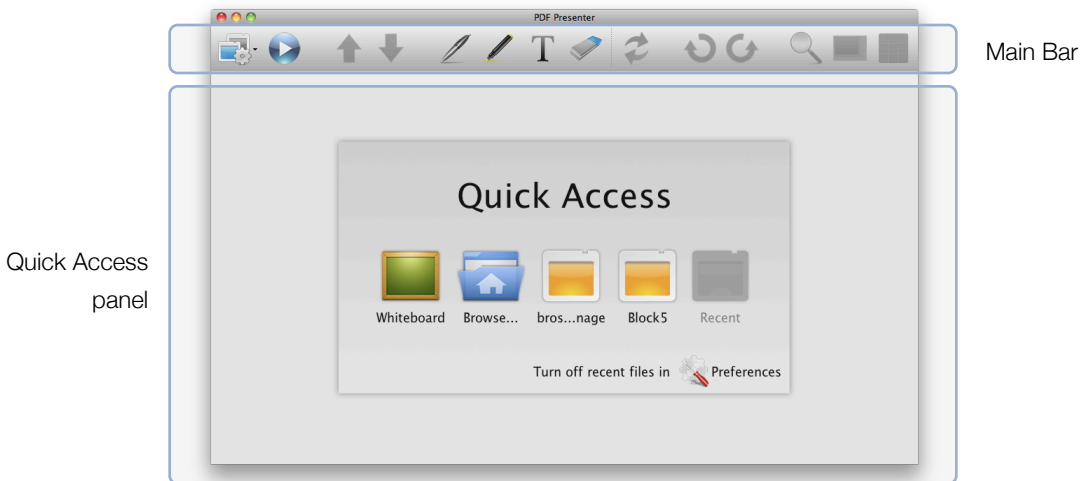 PDF Presenter
Main Bar
T
Quick Access
Quick Access
panel
Whiteboard Browse... bros...nage Block5 Recent
Turn off recent files in Preferences